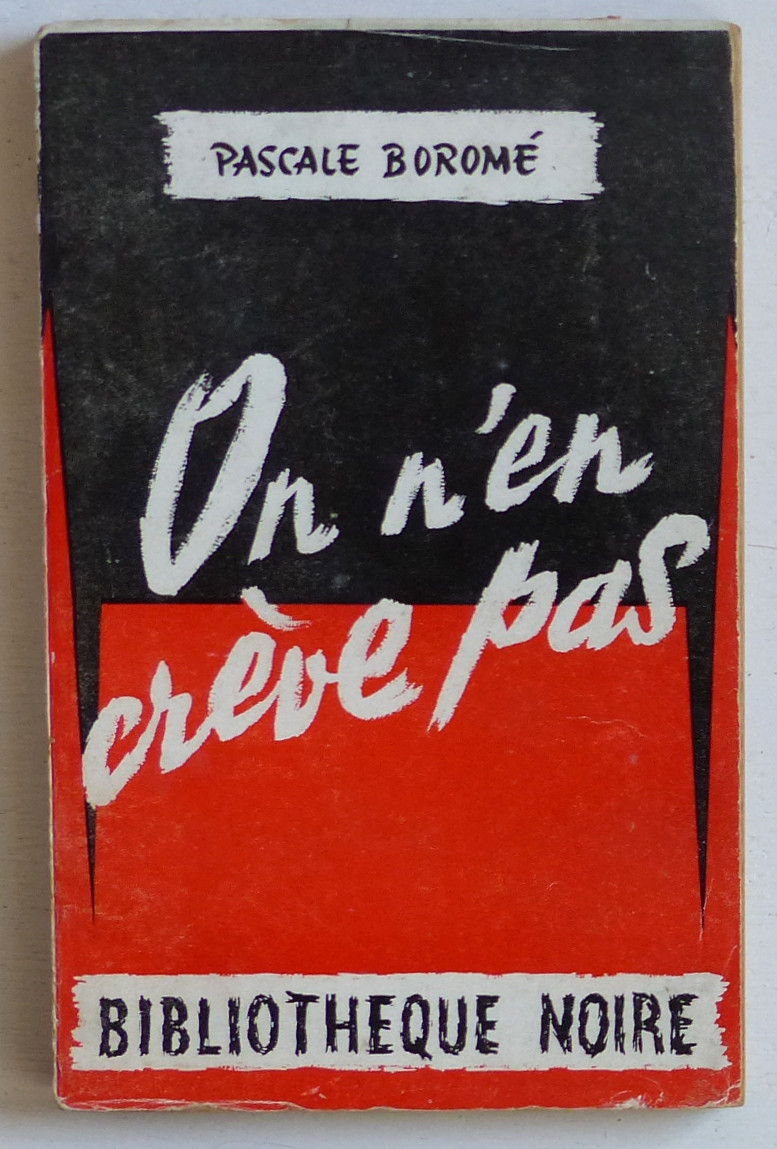 PASCALE BOROMÉ
On n'en
crève pas
BIBLIOTHEQUE NOIRE